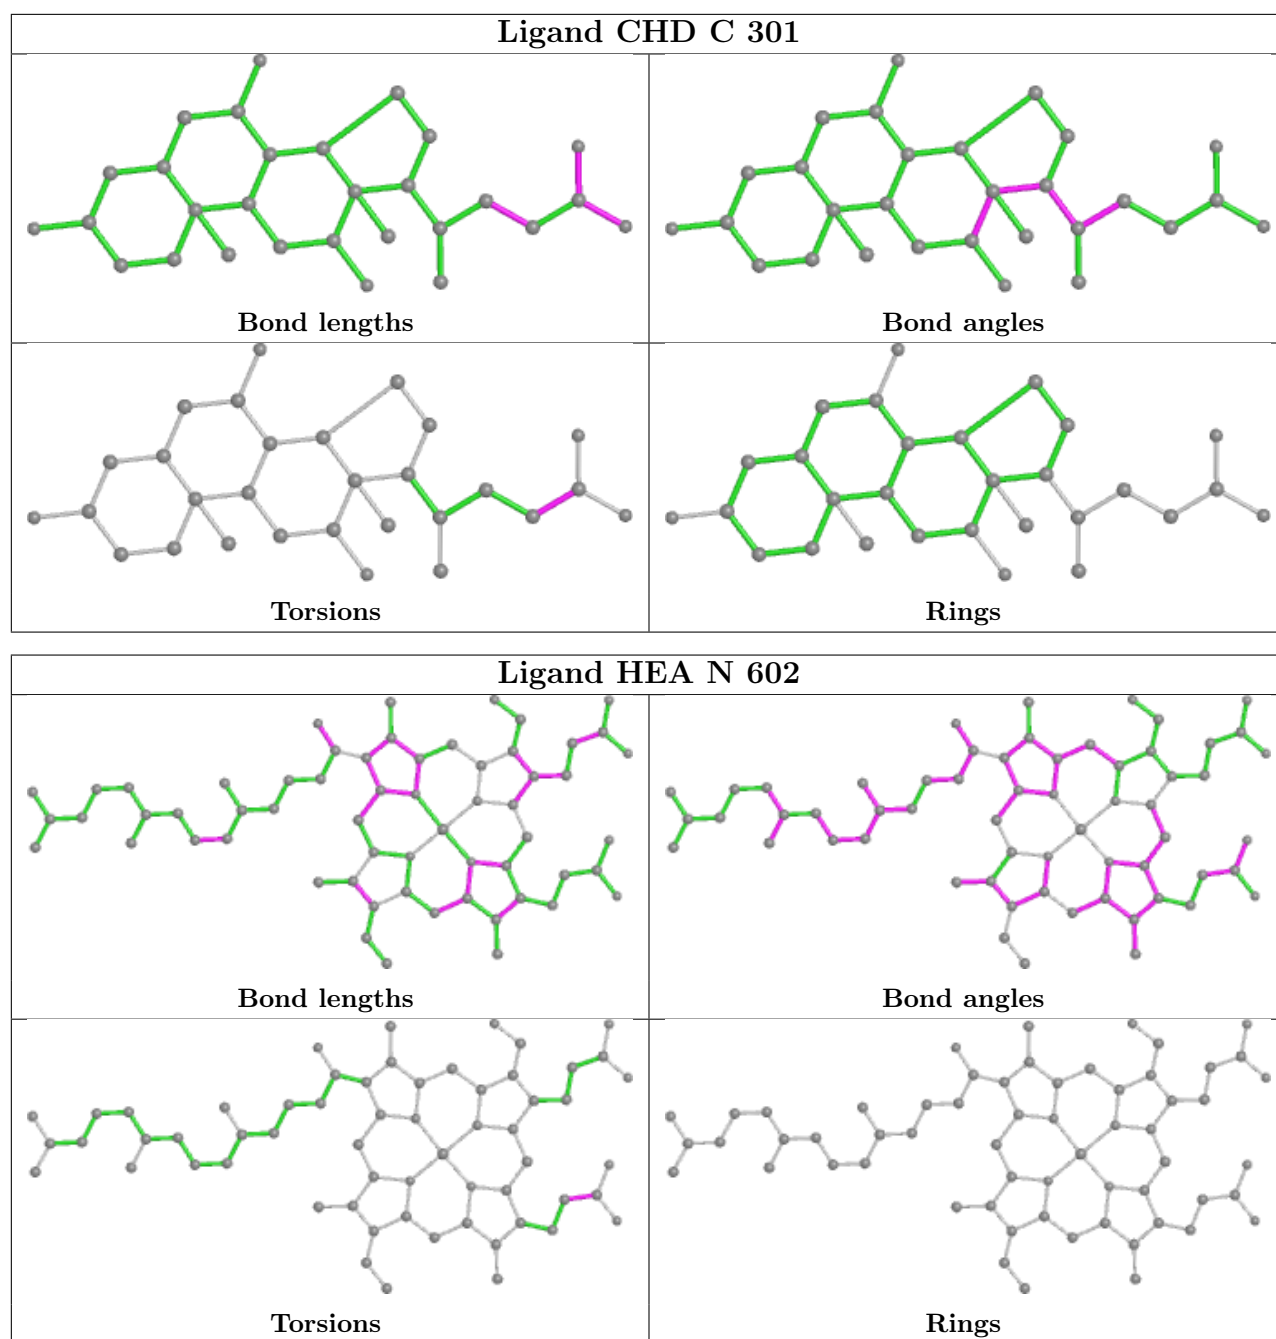 Ligand CHD C 301
Bond lengths
Bond angles
Torsions
Rings
Ligand HEA N 602
Bond lengths
Bond angles
Torsions
Rings